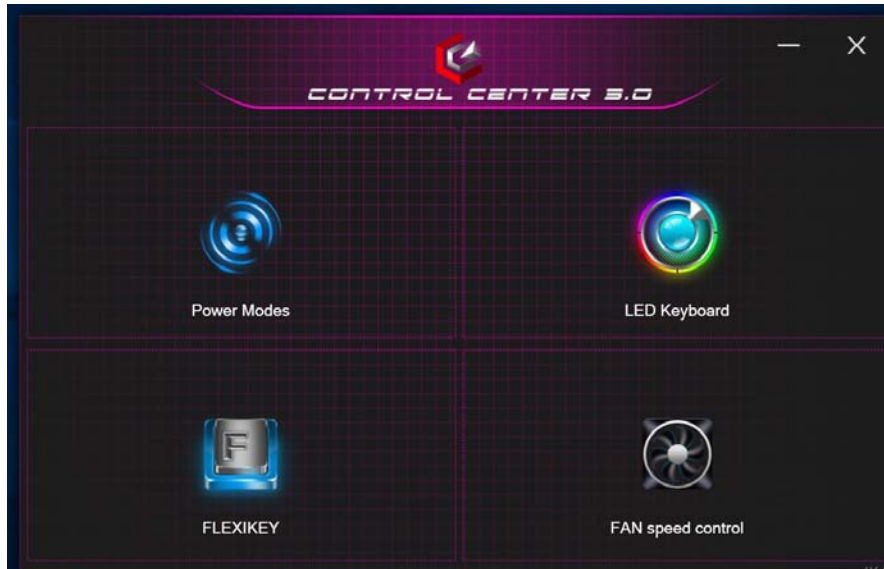 CONTROL CENTER 3.0
Power Modes
LED Keyboard
F
FLEXIKEY
FAN speed control